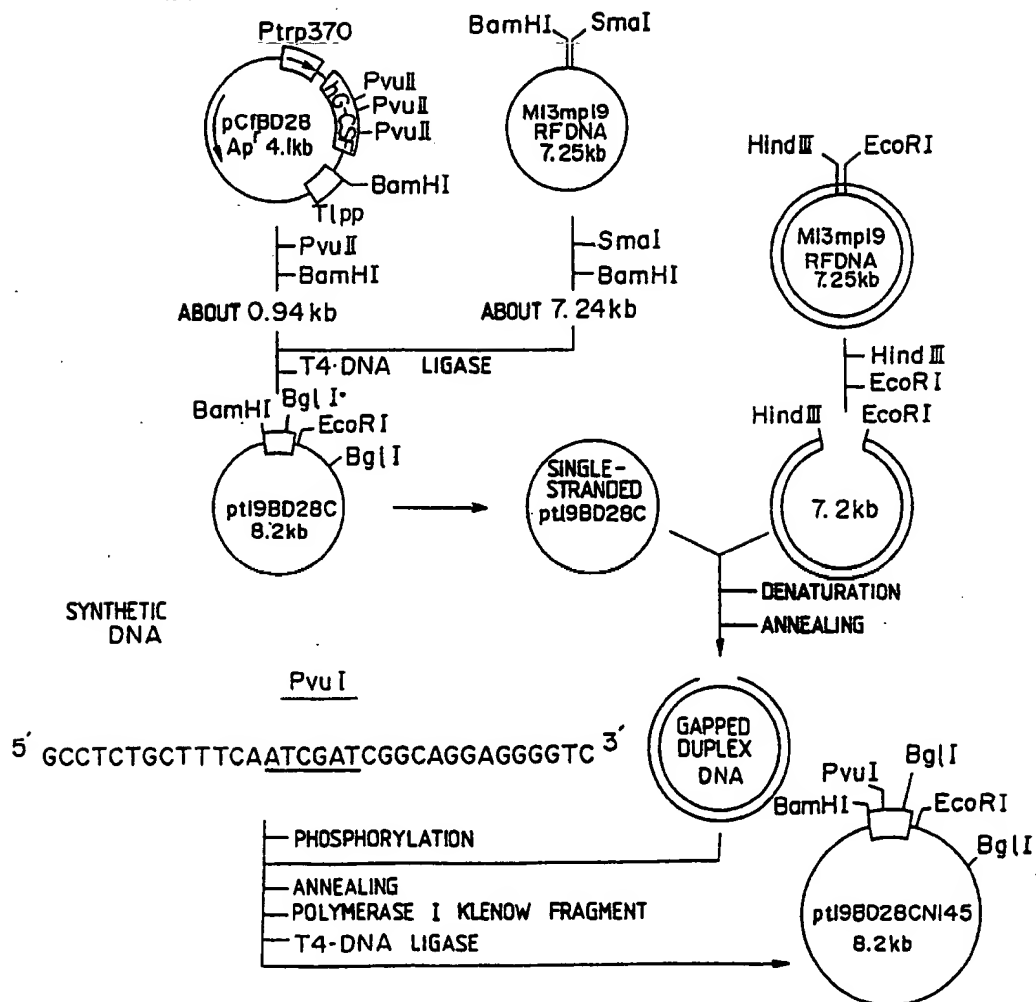 Ptrp370
hG-CSF
PvuII
PvuII
PvuII
pCfBD28
Apr 4.1kb
BamHI
Tlpp
PvuII
BamHI
ABOUT 0.94 kb
BamHI
SmaI
M13mp19
RFDNA
7.25kb
SmaI
BamHI
ABOUT 7.24 kb
HindIII
EcoRI
M13mp19
RFDNA
7.25kb
HindIII
EcoRI
T4·DNA LIGASE
BamHI
BglI
EcoRI
BglI
pt19BD28C
8.2kb
SINGLE-
STRANDED
pt19BD28C
HindIII
EcoRI
7.2kb
DENATURATION
ANNEALING
SYNTHETIC
DNA
PvuI
5' GCCTCTGCTTTCAATCGATCGGCAGGAGGGGTC 3'
GAPPED
DUPLEX
DNA
PHOSPHORYLATION
ANNEALING
POLYMERASE I KLENOW FRAGMENT
T4-DNA LIGASE
BamHI
PvuI
BglI
EcoRI
BglI
pt19BD28CN145
8.2kb